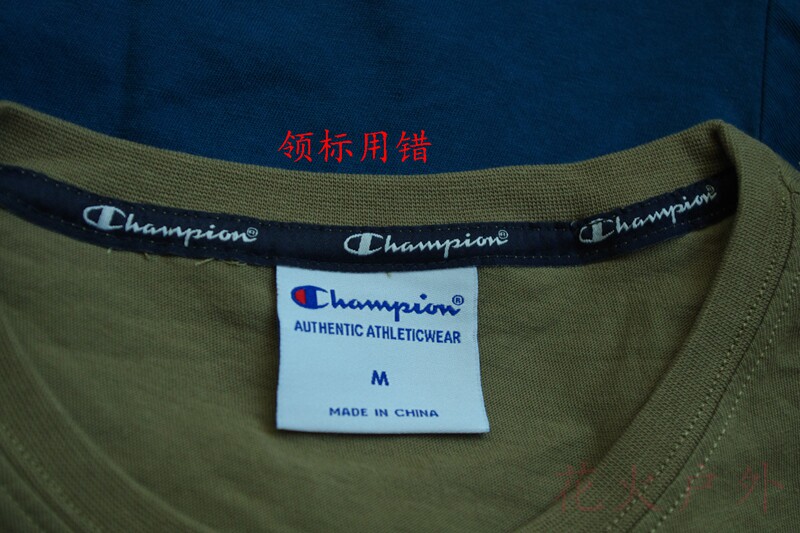 领标用错
Champion® Champion® Champion®
Champion®
AUTHENTIC ATHLETICWEAR
M
MADE IN CHINA
花火户外